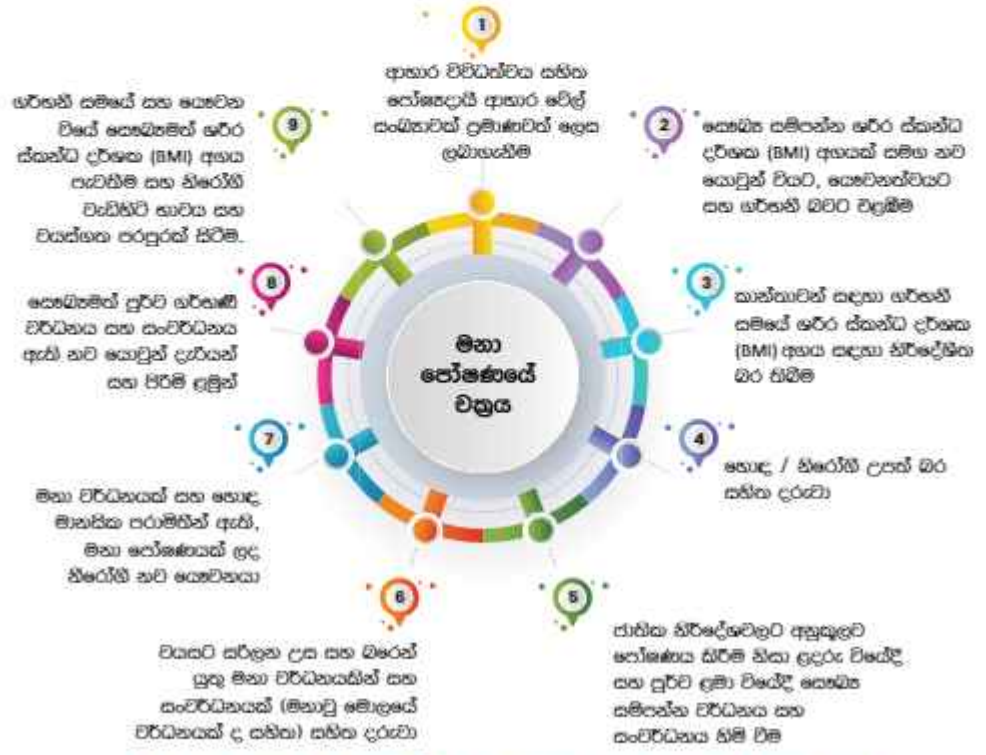 1
ආහාර විවිධත්වය සහිත
පෝෂ්‍යදායී ආහාර වේල්
සංඛ්‍යාවක් ප්‍රමාණවත් ලෙස
ලබාගැනීම
2
සෞඛ්‍ය සම්පන්න ශරීර ස්කන්ධ
දර්ශක (BMI) අගයක් සමග නව
යොවුන් වියට, යෞවනත්වයට
සහ ගර්භනී බවට එළඹීම
3
කාන්තාවන් සඳහා ගර්භනී
සමයේ ශරීර ස්කන්ධ දර්ශක
(BMI) අගය සඳහා නිර්දේශිත
බර තිබීම
4
හොඳ / නිරෝගී උපත් බර
සහිත දරුවා
5
ජාතික නිර්දේශවලට අනුකූලව
පෝෂණය කිරීම නිසා ළදරු වියේදී
සහ පූර්ව ළමා වියේදී සෞඛ්‍ය
සම්පන්න වර්ධනය සහ
සංවර්ධනය හිමි වීම
6
වයසට සරිලන උස සහ බරෙන්
යුතු මනා වර්ධනයකින් සහ
සංවර්ධනයක් (මනාවූ මොලයේ
වර්ධනයක් ද සහිත) සහිත දරුවා
7
මනා වර්ධනයක් සහ හොඳ
මානසික පරාමිතීන් ඇති,
මනා පෝෂණයක් ලද
නීරෝගී නව යෞවනයා
8
සෞඛ්‍යමත් පූර්ව ගර්භණී
වර්ධනය සහ සංවර්ධනය
ඇති නව යොවුන් දැරියන්
සහ පිරිමි ළමුන්
9
ගර්භනී සමයේ සහ යෞවන
වියේ සෞඛ්‍යමත් ශරීර
ස්කන්ධ දර්ශක (BMI) අගය
පැවතීම සහ නිරෝගී
වැඩිහිටි භාවය සහ
වයස්ගත පරපුරක් සිටීම.
මනා
පෝෂණයේ
චක්‍රය